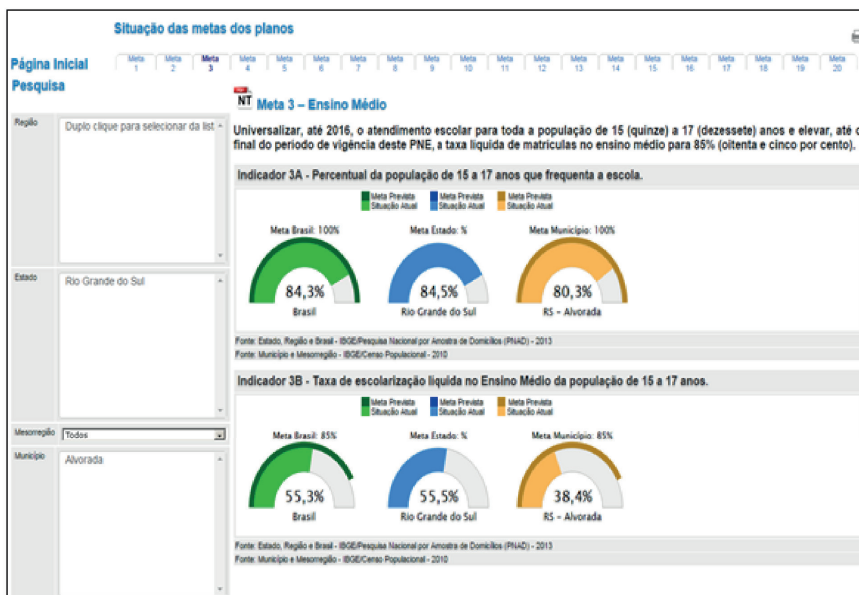 Situação das metas dos planos
Página Inicial
Meta 1 Meta 2 Meta 3 Meta 4 Meta 5 Meta 6 Meta 7 Meta 8 Meta 9 Meta 10 Meta 11 Meta 12 Meta 13 Meta 14 Meta 15 Meta 16 Meta 17 Meta 18 Meta 19 Meta 20
Pesquisa
Região
Duplo clique para selecionar da list
Estado
Rio Grande do Sul
Mesorregião
Todos
Município
Alvorada
NT Meta 3 – Ensino Médio
Universalizar, até 2016, o atendimento escolar para toda a população de 15 (quinze) a 17 (dezessete) anos e elevar, até o
final do período de vigência deste PNE, a taxa líquida de matrículas no ensino médio para 85% (oitenta e cinco por cento).
Indicador 3A - Percentual da população de 15 a 17 anos que frequenta a escola.
Meta Prevista Meta Prevista Meta Prevista
Situação Atual Situação Atual Situação Atual
Meta Brasil: 100% Meta Estado: % Meta Município: 100%
84,3% 84,5% 80,3%
Brasil Rio Grande do Sul RS – Alvorada
Fonte: Estado, Região e Brasil - IBGE/Pesquisa Nacional por Amostra de Domicílios (PNAD) - 2013
Fonte: Município e Mesorregião - IBGE/Censo Populacional - 2010
Indicador 3B - Taxa de escolarização líquida no Ensino Médio da população de 15 a 17 anos.
Meta Prevista Meta Prevista Meta Prevista
Situação Atual Situação Atual Situação Atual
Meta Brasil: 85% Meta Estado: % Meta Município: 85%
55,3% 55,5% 38,4%
Brasil Rio Grande do Sul RS – Alvorada
Fonte: Estado, Região e Brasil - IBGE/Pesquisa Nacional por Amostra de Domicílios (PNAD) - 2013
Fonte: Município e Mesorregião - IBGE/Censo Populacional - 2010